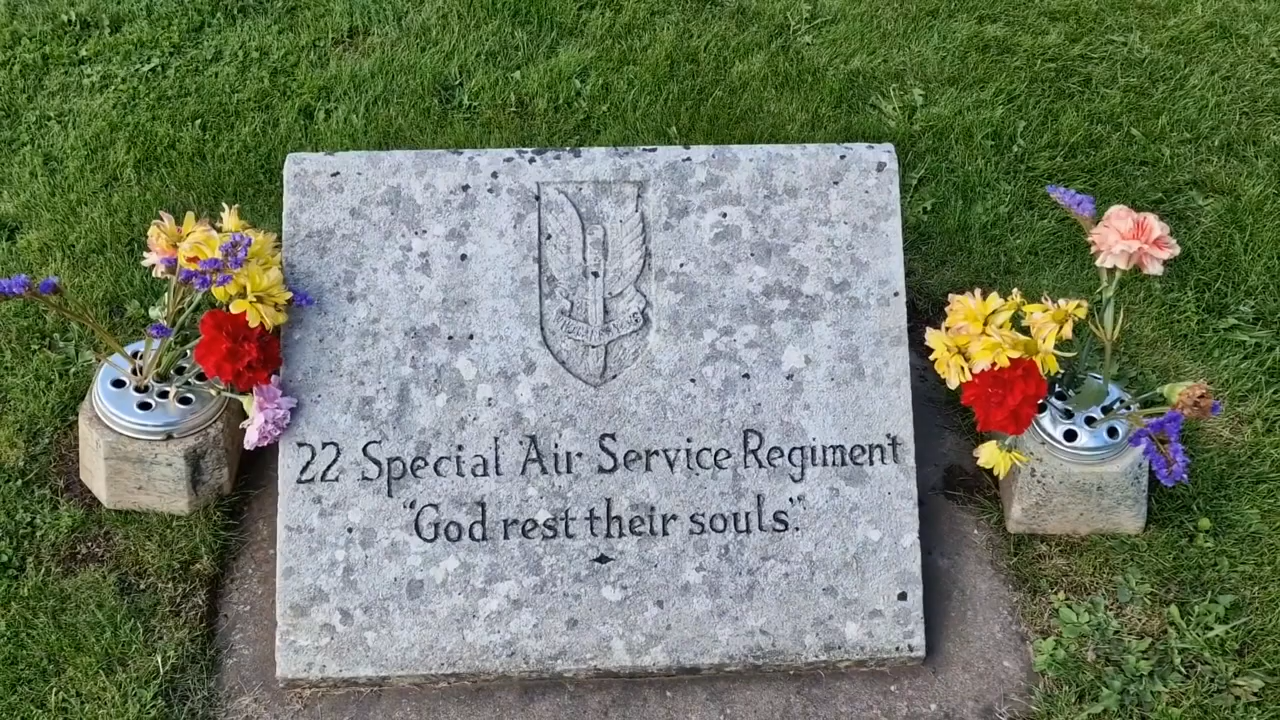 22 Special Air Service Regiment
"God rest their souls".